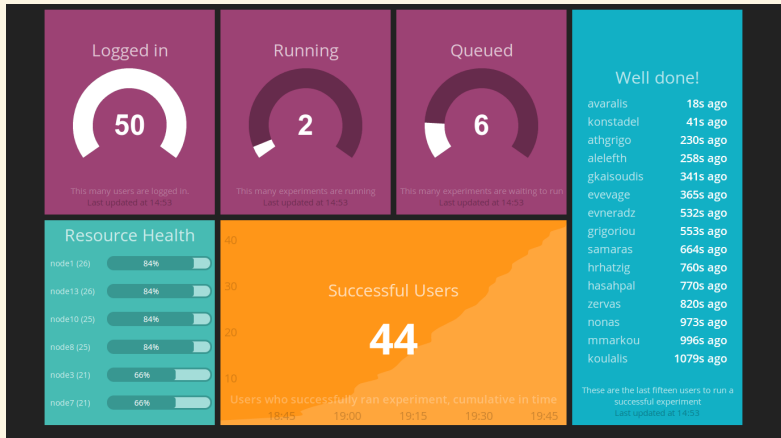 Logged in
50
This many users are logged in.
Last updated at 14:53
Running
2
This many experiments are running
Last updated at 14:53
Queued
6
This many experiments are waiting to run
Last updated at 14:53
Well done!
avaralis 18s ago
konstadel 41s ago
athgrigo 230s ago
alelefth 258s ago
gkaisoudis 341s ago
evevage 365s ago
evneradz 532s ago
grigoriou 553s ago
samaras 664s ago
hrhatzig 760s ago
hasahpal 770s ago
zervas 820s ago
nonas 973s ago
mmarkou 996s ago
koulalis 1079s ago
These are the last fifteen users to run a
successful experiment
Last updated at 14:53
Resource Health
node1 (26) 84%
node13 (26) 84%
node10 (25) 84%
node8 (25) 84%
node3 (21) 66%
node7 (21) 66%
Successful Users
44
40
30
20
10
Users who successfully ran experiment, cumulative in time
18:45 19:00 19:15 19:30 19:45